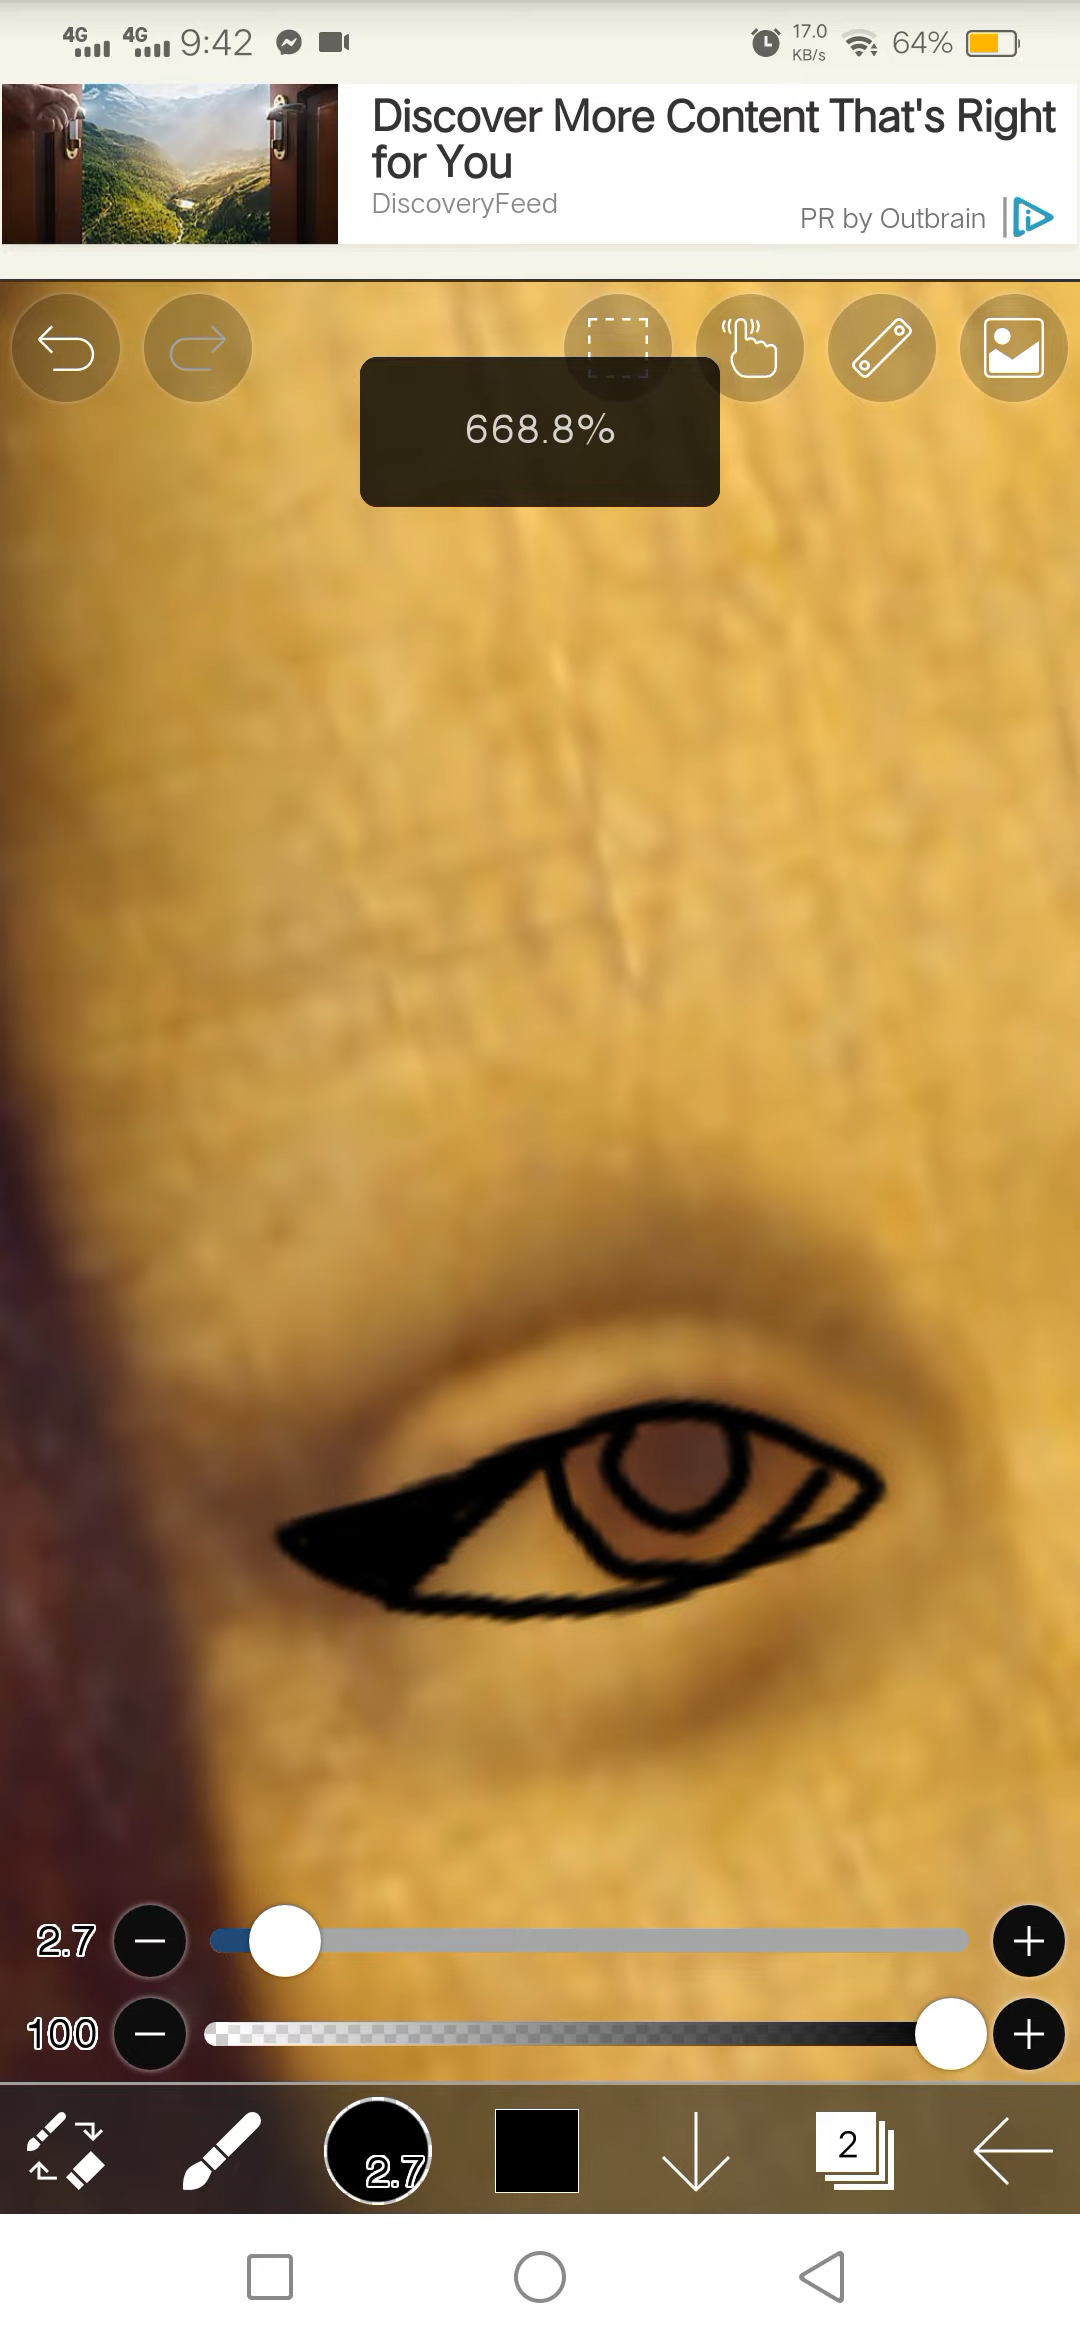 4G 4G 9:42 17.0 KB/s 64%
Discover More Content That's Right
for You
DiscoveryFeed
PR by Outbrain
668.8%
2.7
100
2.7
2